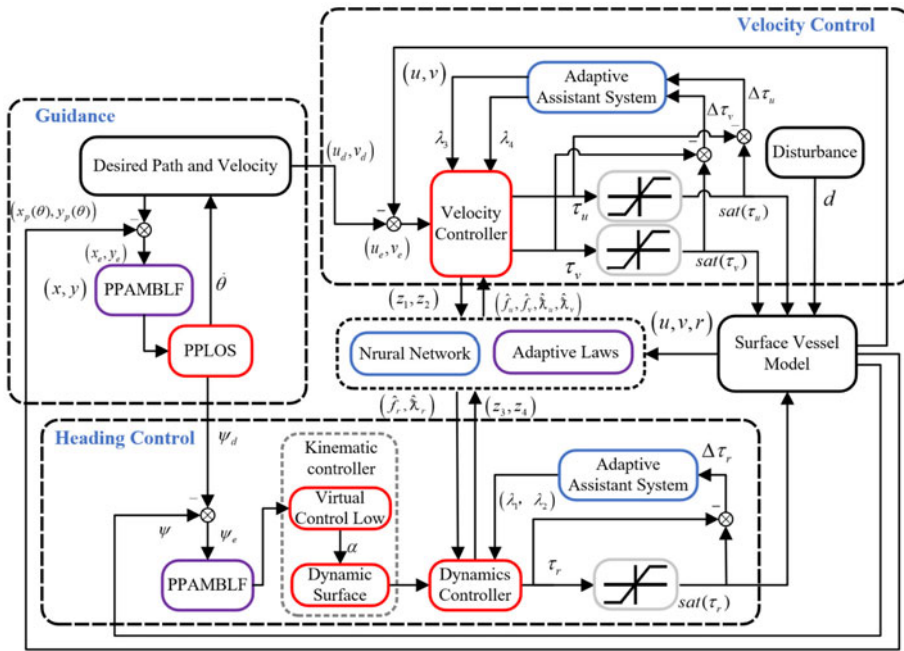 Velocity Control
(u, v)
Adaptive
Assistant System
Δτ_u
Δτ_v
Guidance
(u_d, v_d)
λ_3
λ_4
Disturbance
Desired Path and Velocity
d
(x_p(θ), y_p(θ))
Velocity
Controller
τ_u
sat(τ_u)
(u_e, v_e)
(x_e, y_e)
τ_v
sat(τ_v)
(x, y)
PPAMBLF
θ̇
(z_1, z_2)
(f̂_u, f̂_v, ƛ̂_u, ƛ̂_v)
(u, v, r)
PPLOS
Nrural Network
Adaptive Laws
Surface Vessel
Model
(f̂_r, ƛ̂_r)
(z_3, z_4)
Heading Control
ψ_d
Kinematic
controller
Adaptive
Assistant System
Δτ_r
Virtual
Control Low
(λ_1, λ_2)
ψ
ψ_e
α
PPAMBLF
Dynamic
Surface
Dynamics
Controller
τ_r
sat(τ_r)